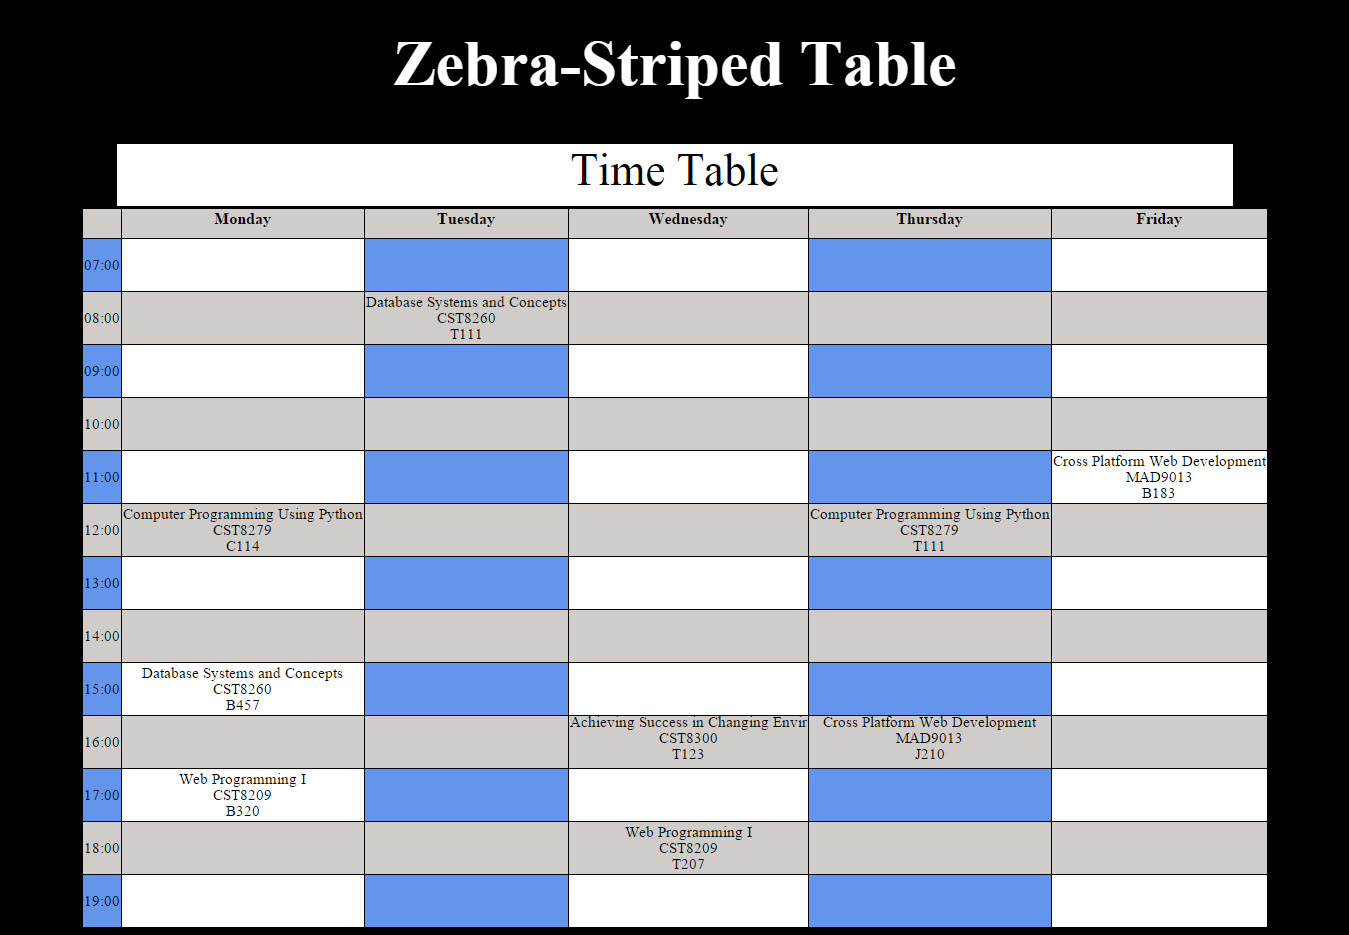 Zebra-Striped Table
Time Table
Monday Tuesday Wednesday Thursday Friday
07:00
08:00
Database Systems and Concepts
CST8260
T111
09:00
10:00
11:00
Cross Platform Web Development
MAD9013
B183
12:00
Computer Programming Using Python
CST8279
C114
Computer Programming Using Python
CST8279
T111
13:00
14:00
15:00
Database Systems and Concepts
CST8260
B457
16:00
Achieving Success in Changing Envir
CST8300
T123
Cross Platform Web Development
MAD9013
J210
17:00
Web Programming I
CST8209
B320
18:00
Web Programming I
CST8209
T207
19:00